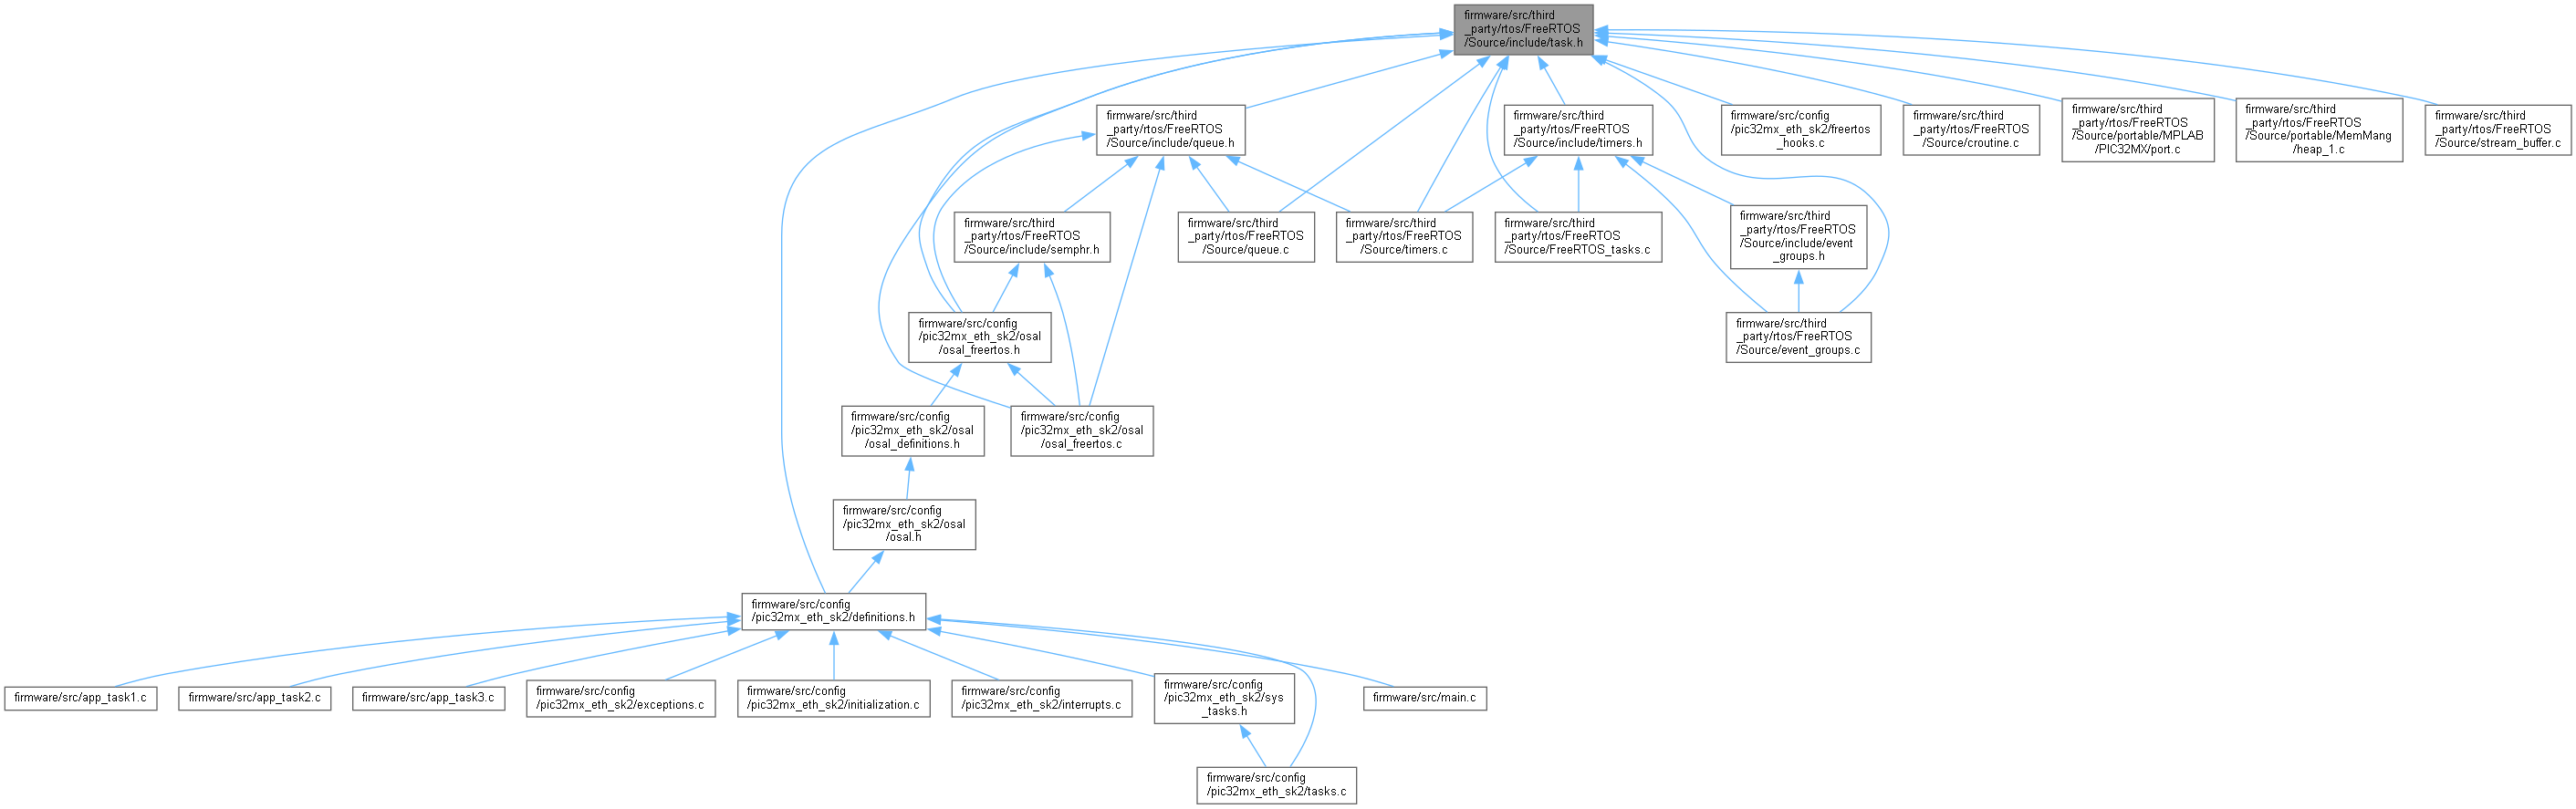 firmware/src/third
_party/rtos/FreeRTOS
/Source/include/task.h
firmware/src/third
_party/rtos/FreeRTOS
/Source/include/queue.h
firmware/src/third
_party/rtos/FreeRTOS
/Source/include/timers.h
firmware/src/config
/pic32mx_eth_sk2/freertos
_hooks.c
firmware/src/third
_party/rtos/FreeRTOS
/Source/croutine.c
firmware/src/third
_party/rtos/FreeRTOS
/Source/portable/MPLAB
/PIC32MX/port.c
firmware/src/third
_party/rtos/FreeRTOS
/Source/portable/MemMang
/heap_1.c
firmware/src/third
_party/rtos/FreeRTOS
/Source/stream_buffer.c
firmware/src/third
_party/rtos/FreeRTOS
/Source/include/semphr.h
firmware/src/third
_party/rtos/FreeRTOS
/Source/queue.c
firmware/src/third
_party/rtos/FreeRTOS
/Source/timers.c
firmware/src/third
_party/rtos/FreeRTOS
/Source/FreeRTOS_tasks.c
firmware/src/third
_party/rtos/FreeRTOS
/Source/include/event
_groups.h
firmware/src/config
/pic32mx_eth_sk2/osal
/osal_freertos.h
firmware/src/third
_party/rtos/FreeRTOS
/Source/event_groups.c
firmware/src/config
/pic32mx_eth_sk2/osal
/osal_definitions.h
firmware/src/config
/pic32mx_eth_sk2/osal
/osal_freertos.c
firmware/src/config
/pic32mx_eth_sk2/osal
/osal.h
firmware/src/config
/pic32mx_eth_sk2/definitions.h
firmware/src/app_task1.c
firmware/src/app_task2.c
firmware/src/app_task3.c
firmware/src/config
/pic32mx_eth_sk2/exceptions.c
firmware/src/config
/pic32mx_eth_sk2/initialization.c
firmware/src/config
/pic32mx_eth_sk2/interrupts.c
firmware/src/config
/pic32mx_eth_sk2/sys
_tasks.h
firmware/src/main.c
firmware/src/config
/pic32mx_eth_sk2/tasks.c